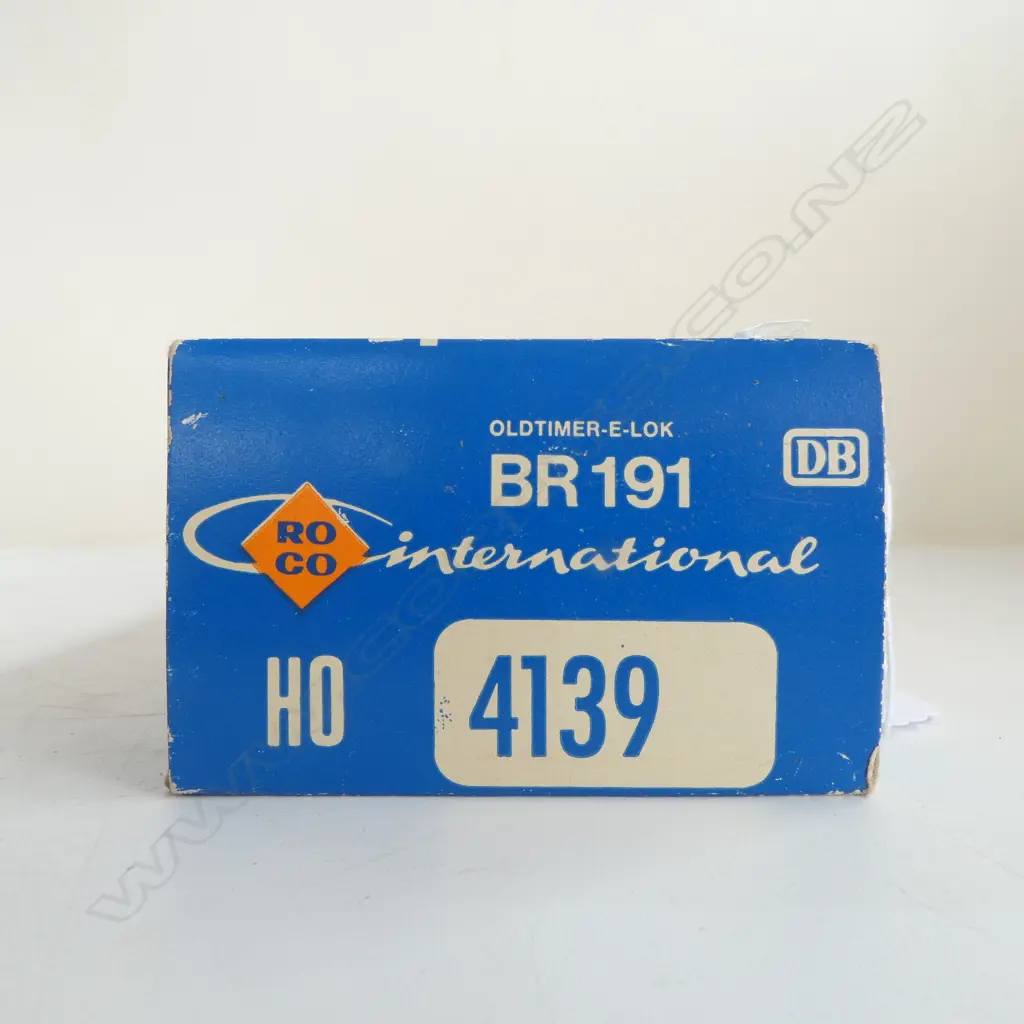 OLDTIMER-E-LOK
BR 191
DB
RO
CO
international
HO
4139